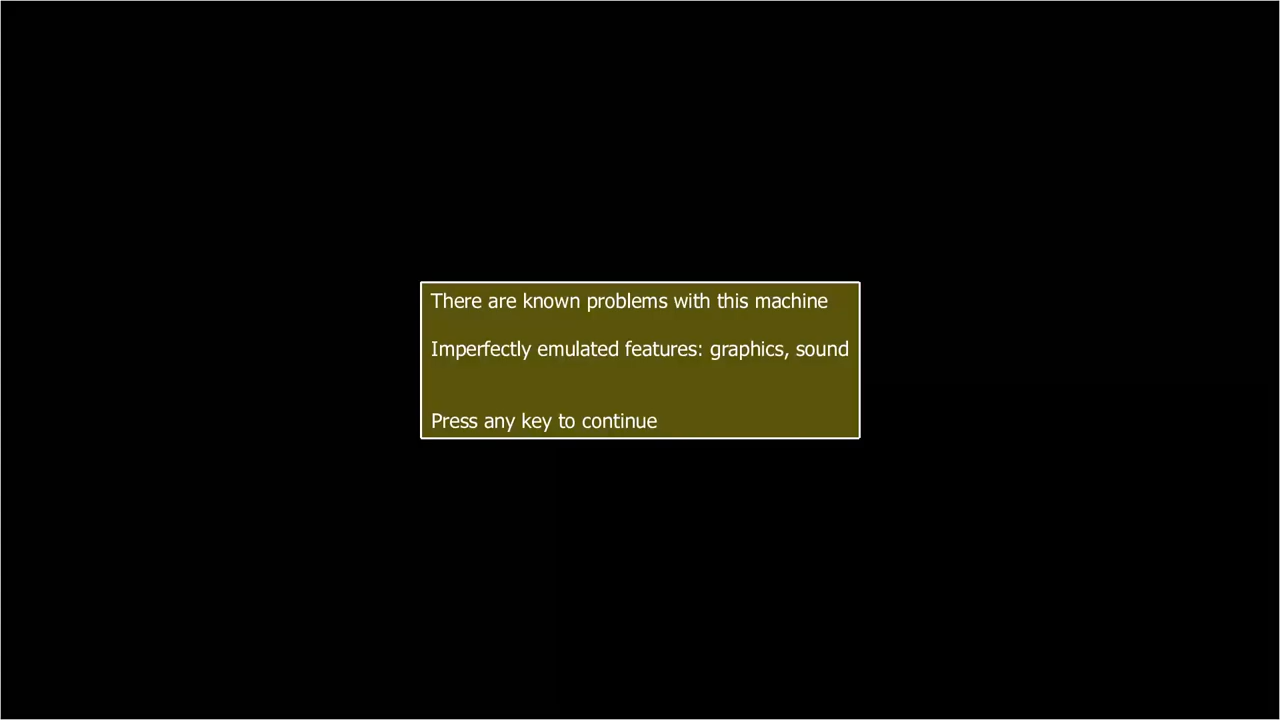 There are known problems with this machine
Imperfectly emulated features: graphics, sound
Press any key to continue